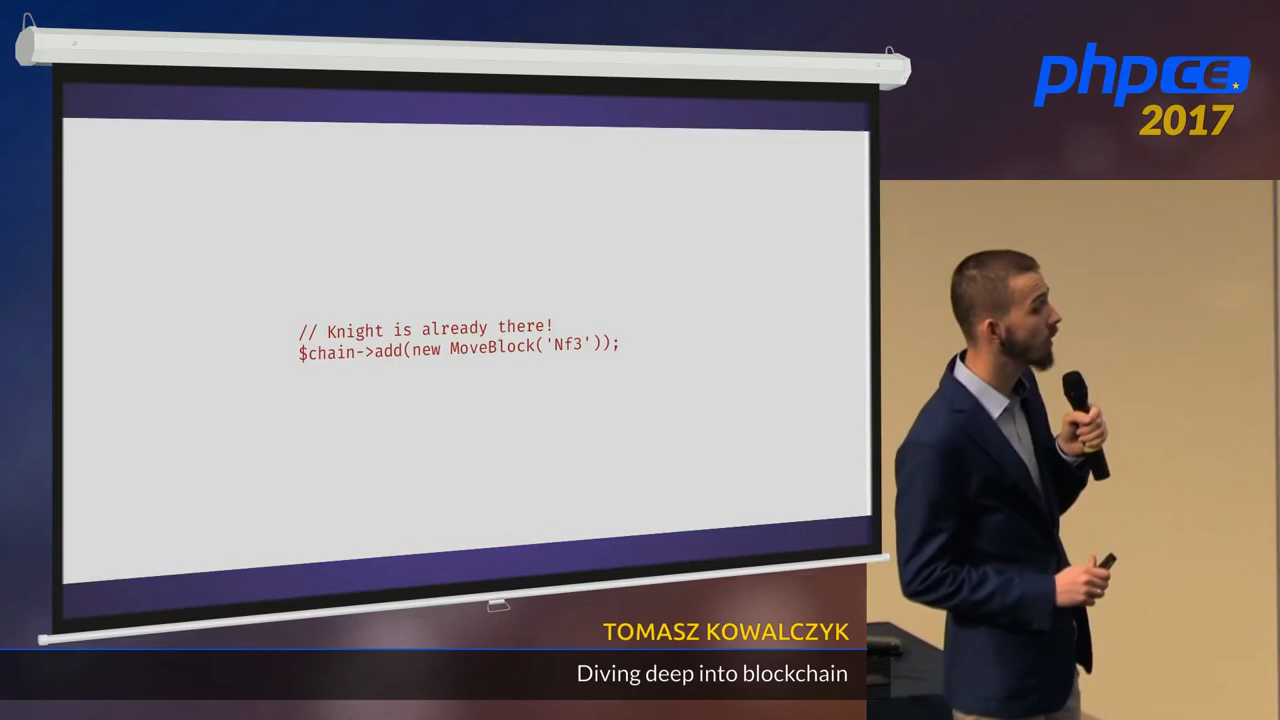 phpCE
2017
// Knight is already there!
$chain->add(new MoveBlock('Nf3'));
TOMASZ KOWALCZYK
Diving deep into blockchain